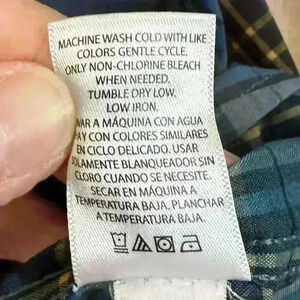 MACHINE WASH COLD WITH LIKE
COLORS GENTLE CYCLE.
ONLY NON-CHLORINE BLEACH
WHEN NEEDED.
TUMBLE DRY LOW.
LOW IRON.
AR A MÁQUINA CON AGUA
A Y CON COLORES SIMILARES
EN CICLO DELICADO. USAR
OLAMENTE BLANQUEADOR SIN
CLORO CUANDO SE NECESITE.
SECAR EN MÁQUINA A
TEMPERATURA BAJA. PLANCHAR
A TEMPERATURA BAJA.